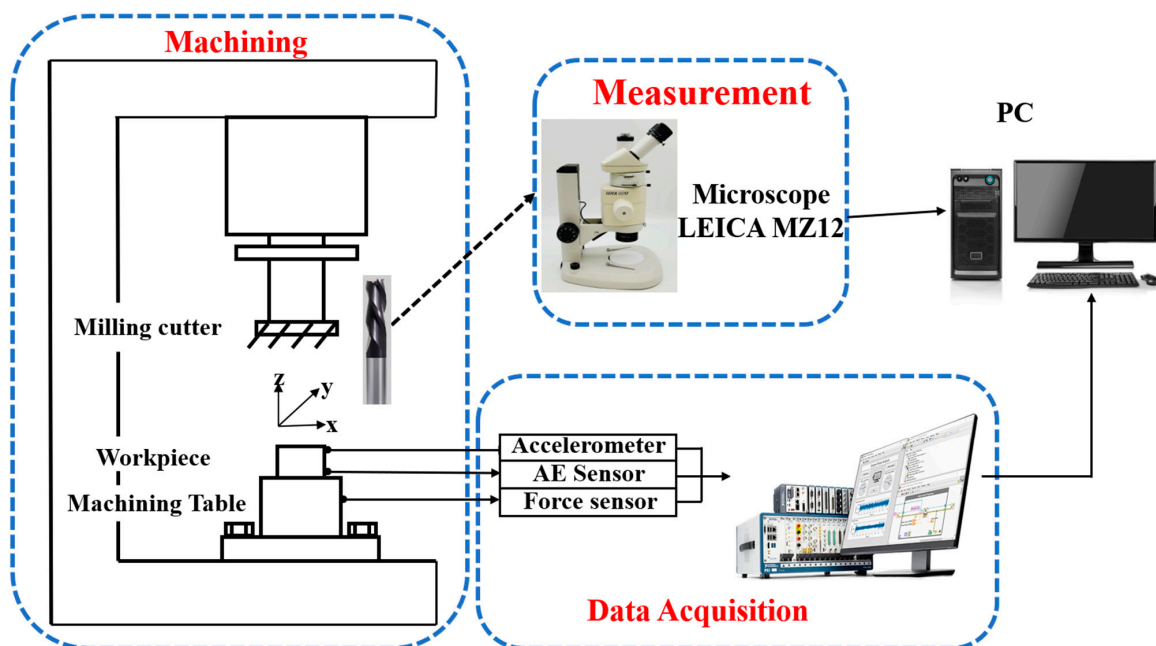 Machining
Measurement
PC
Microscope
LEICA MZ12
Milling cutter
z
y
x
Workpiece
Machining Table
Accelerometer
AE Sensor
Force sensor
Data Acquisition